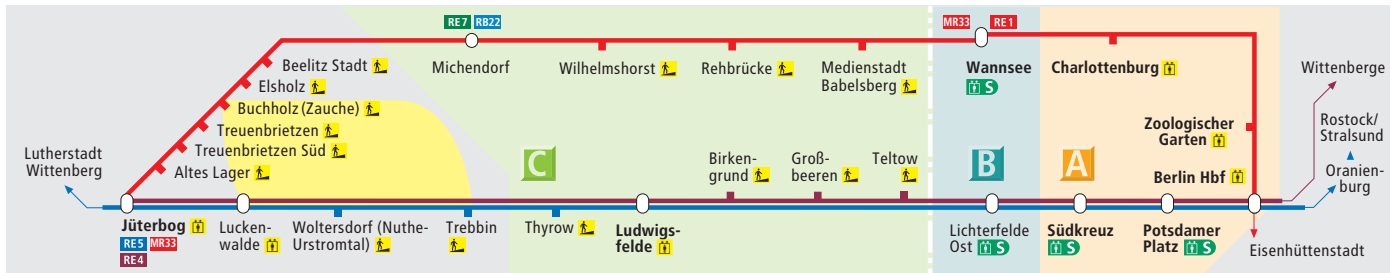 RE7 RB22
MR33 RE1
Beelitz Stadt
Michendorf
Wilhelmshorst
Rehbrücke
Medienstadt
Babelsberg
Wannsee
S
Charlottenburg
Wittenberge
Elsholz
Buchholz (Zauche)
Treuenbrietzen
Treuenbrietzen Süd
Altes Lager
Zoologischer
Garten
Rostock/
Stralsund
Lutherstadt
Wittenberg
C
Birken-
grund
Groß-
beeren
Teltow
B
A
Berlin Hbf
Oranien-
burg
Jüterbog
RE5 MR33
RE4
Lucken-
walde
Woltersdorf (Nuthe-
Urstromtal)
Trebbin
Thyrow
Ludwigs-
felde
Lichterfelde
Ost S
Südkreuz
S
Potsdamer
Platz S
Eisenhüttenstadt